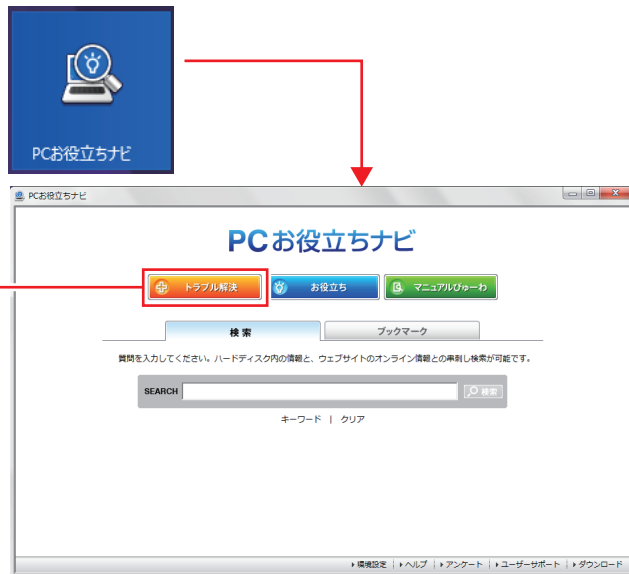 PCお役立ちナビ
PCお役立ちナビ
PCお役立ちナビ
トラブル解決 お役立ち マニュアルびゅーわ
検索 ブックマーク
質問を入力してください。ハードディスク内の情報と、ウェブサイトのオンライン情報との串刺し検索が可能です。
SEARCH 検索
キーワード | クリア
環境設定 | ヘルプ | アンケート | ユーザーサポート | ダウンロード